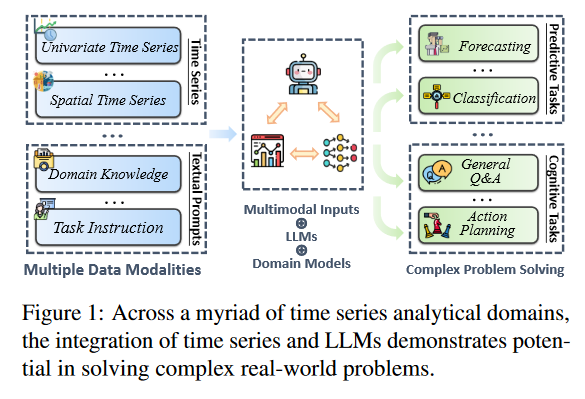 Univariate Time Series
...
Spatial Time Series
Time Series
...
Domain Knowledge
...
Task Instruction
Textual Prompts
Multiple Data Modalities
Multimodal Inputs
⊕
LLMs
⊕
Domain Models
Forecasting
...
Classification
Predictive Tasks
...
Q
A
General
Q&A
...
Action
Planning
Cognitive Tasks
Complex Problem Solving
Figure 1: Across a myriad of time series analytical domains,
the integration of time series and LLMs demonstrates poten-
tial in solving complex real-world problems.